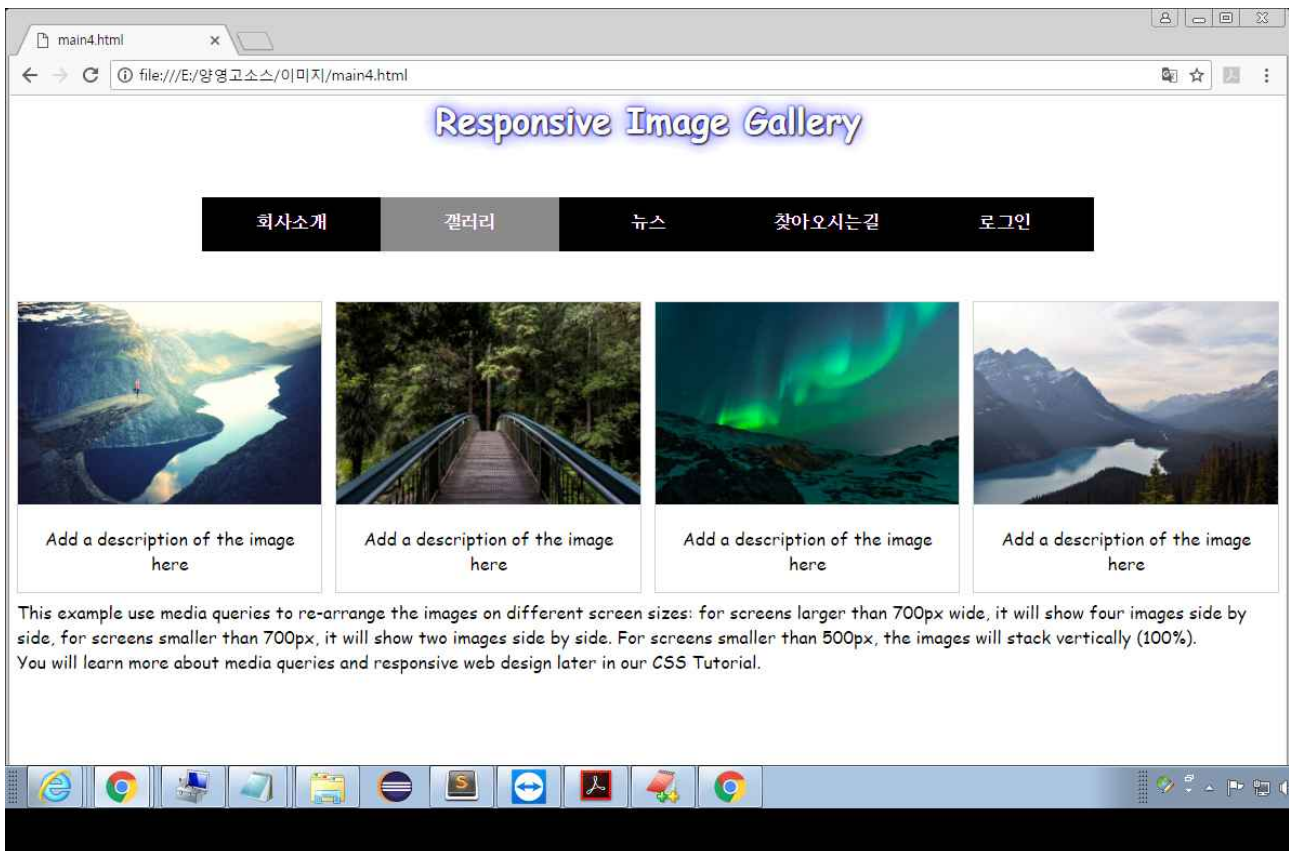 main4.html
file:///E:/양영고소스/이미지/main4.html
Responsive Image Gallery
회사소개 갤러리 뉴스 찾아오시는길 로그인
Add a description of the image here
Add a description of the image here
Add a description of the image here
Add a description of the image here
This example use media queries to re-arrange the images on different screen sizes: for screens larger than 700px wide, it will show four images side by
side, for screens smaller than 700px, it will show two images side by side. For screens smaller than 500px, the images will stack vertically (100%).
You will learn more about media queries and responsive web design later in our CSS Tutorial.